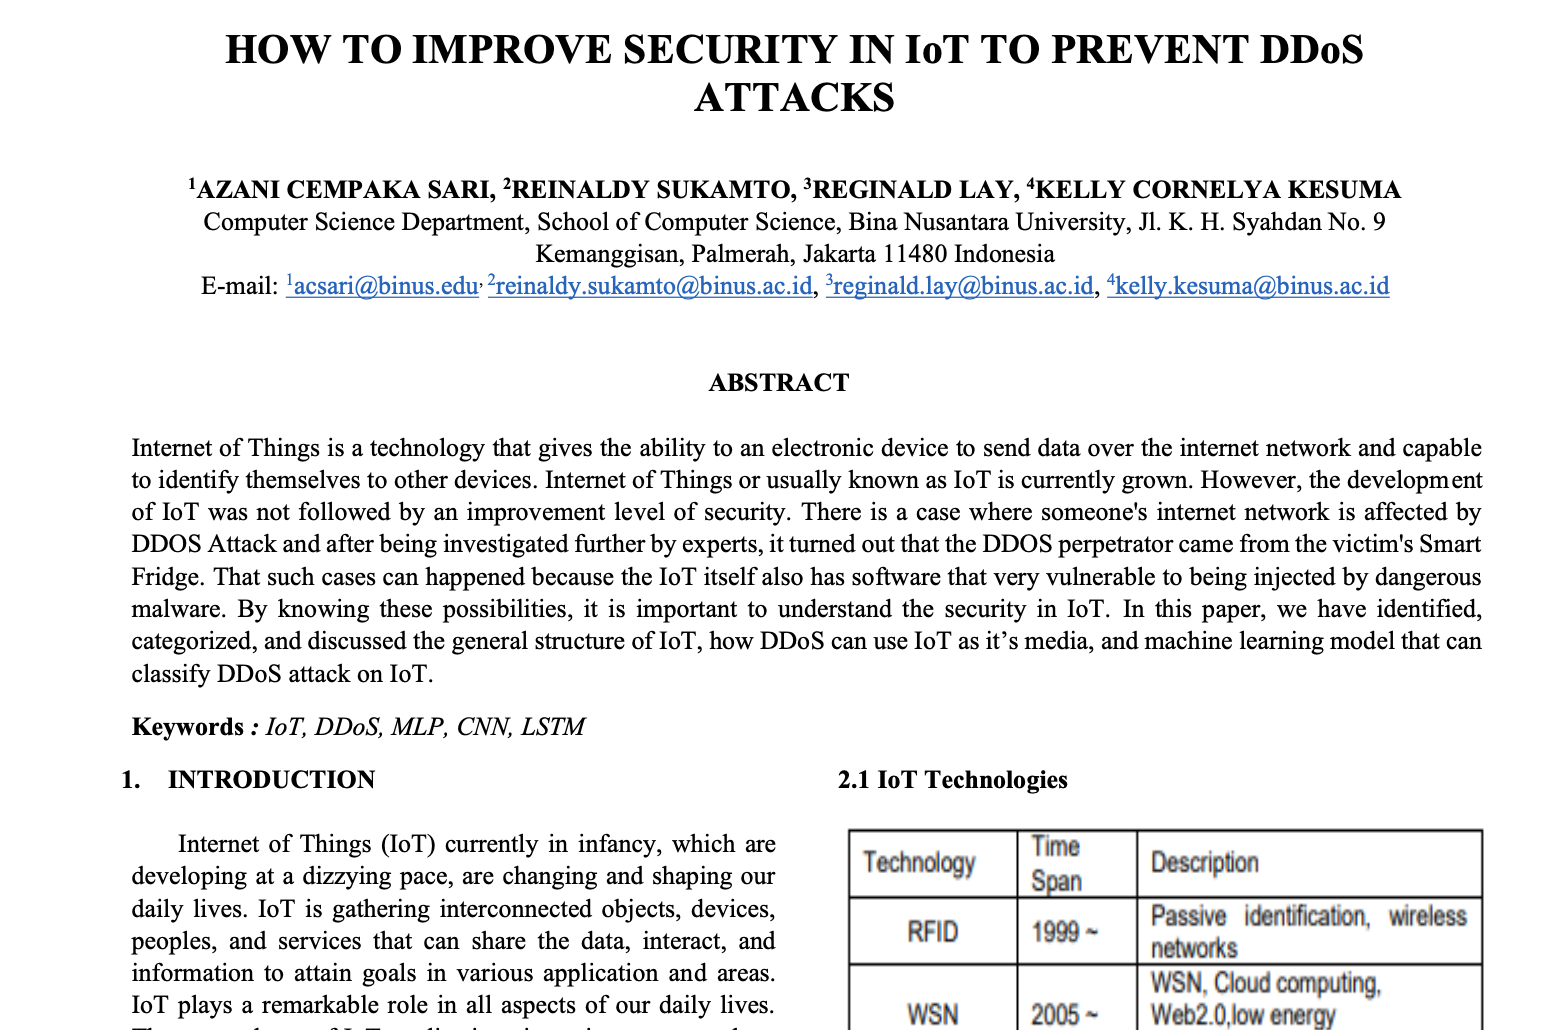 HOW TO IMPROVE SECURITY IN IoT TO PREVENT DDoS
ATTACKS
¹AZANI CEMPAKA SARI, ²REINALDY SUKAMTO, ³REGINALD LAY, ⁴KELLY CORNELYA KESUMA
Computer Science Department, School of Computer Science, Bina Nusantara University, Jl. K. H. Syahdan No. 9
Kemanggisan, Palmerah, Jakarta 11480 Indonesia
E-mail: ¹acsari@binus.edu, ²reinaldy.sukamto@binus.ac.id, ³reginald.lay@binus.ac.id, ⁴kelly.kesuma@binus.ac.id
ABSTRACT
Internet of Things is a technology that gives the ability to an electronic device to send data over the internet network and capable
to identify themselves to other devices. Internet of Things or usually known as IoT is currently grown. However, the development
of IoT was not followed by an improvement level of security. There is a case where someone's internet network is affected by
DDOS Attack and after being investigated further by experts, it turned out that the DDOS perpetrator came from the victim's Smart
Fridge. That such cases can happened because the IoT itself also has software that very vulnerable to being injected by dangerous
malware. By knowing these possibilities, it is important to understand the security in IoT. In this paper, we have identified,
categorized, and discussed the general structure of IoT, how DDoS can use IoT as it’s media, and machine learning model that can
classify DDoS attack on IoT.
Keywords : IoT, DDoS, MLP, CNN, LSTM
1. INTRODUCTION
Internet of Things (IoT) currently in infancy, which are
developing at a dizzying pace, are changing and shaping our
daily lives. IoT is gathering interconnected objects, devices,
peoples, and services that can share the data, interact, and
information to attain goals in various application and areas.
IoT plays a remarkable role in all aspects of our daily lives.
2.1 IoT Technologies
Technology Time Span Description
RFID 1999 ~ Passive identification, wireless
networks
WSN 2005 ~ WSN, Cloud computing,
Web2.0,low energy